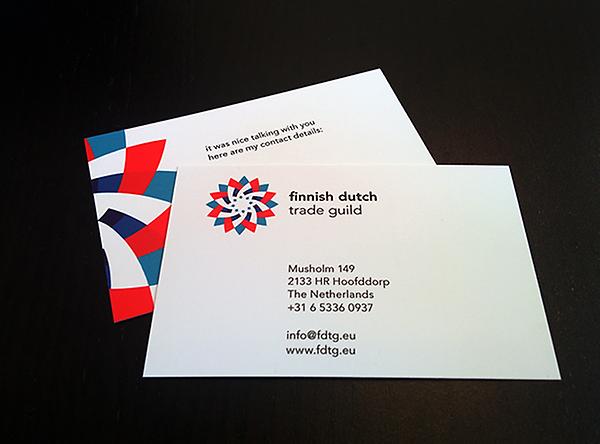 it was nice talking with you
here are my contact details:
finnish dutch
trade guild
Musholm 149
2133 HR Hoofddorp
The Netherlands
+31 6 5336 0937
info@fdtg.eu
www.fdtg.eu